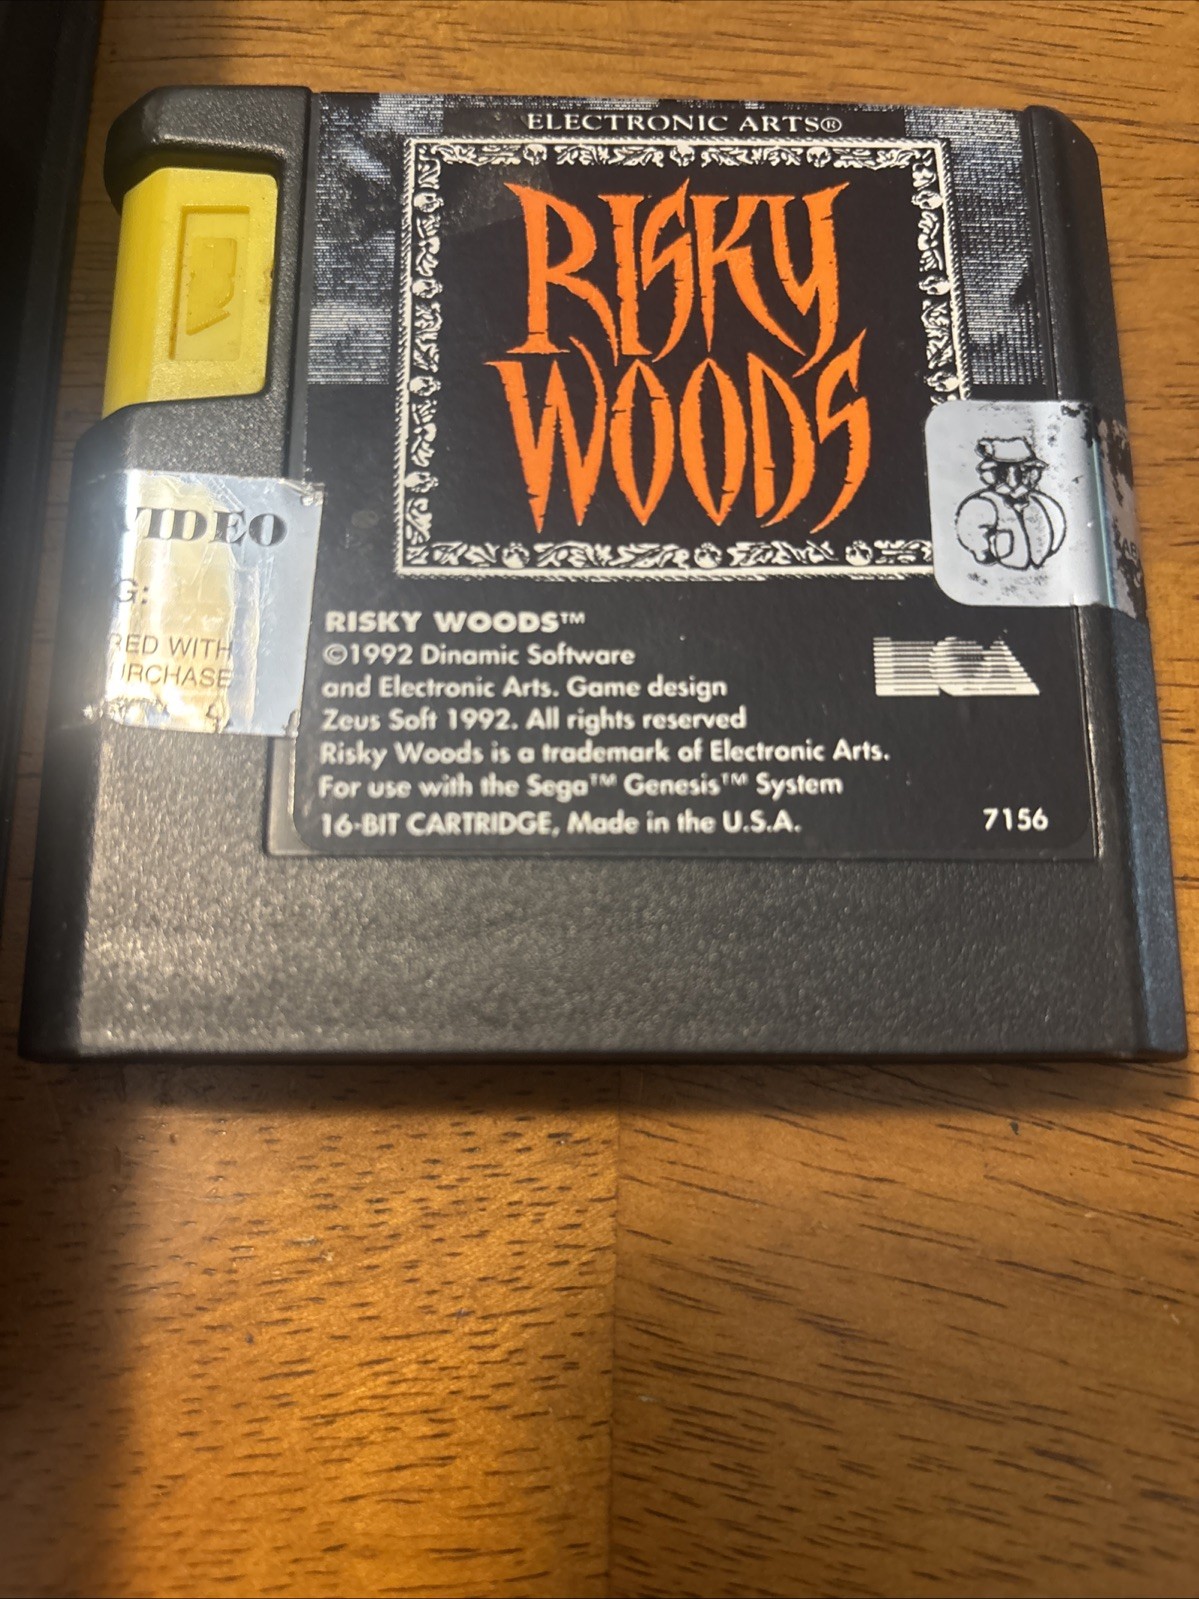 ELECTRONIC ARTS®
RISKY
WOODS
VIDEO
G:
RED WITH
URCHASE
RISKY WOODS™
©1992 Dinamic Software
and Electronic Arts. Game design
Zeus Soft 1992. All rights reserved
Risky Woods is a trademark of Electronic Arts.
For use with the Sega™ Genesis™ System
16-BIT CARTRIDGE, Made in the U.S.A.
7156